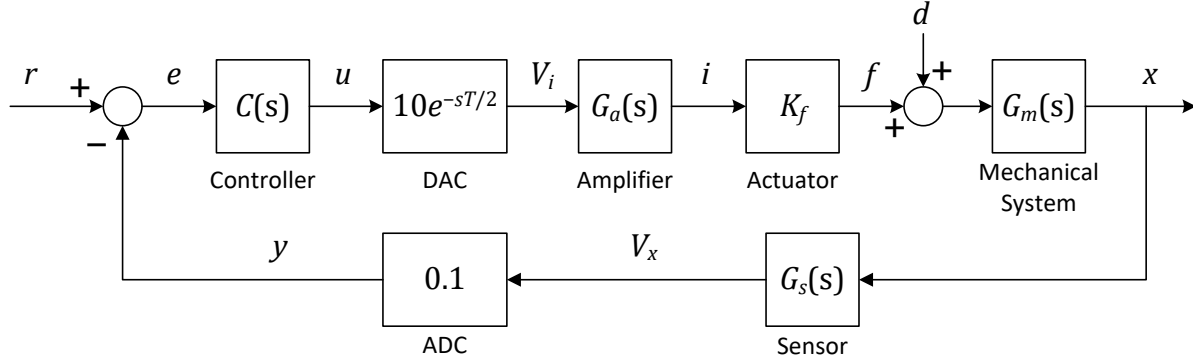 d
r
+
e
u
V_i
i
f
+
x
C(s)
10e^{−sT/2}
G_a(s)
K_f
+
G_m(s)
−
Controller
DAC
Amplifier
Actuator
Mechanical
System
y
V_x
0.1
G_s(s)
ADC
Sensor